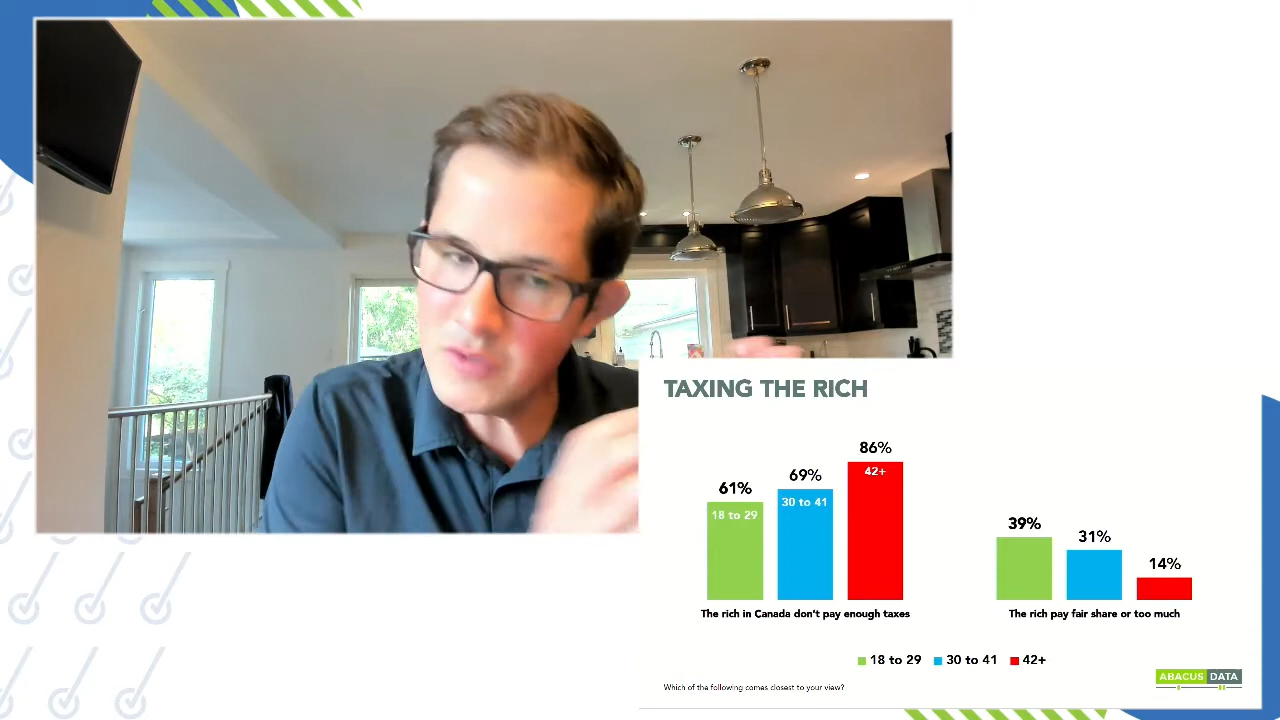 TAXING THE RICH
61%
69%
86%
18 to 29
30 to 41
42+
39%
31%
14%
The rich in Canada don't pay enough taxes
The rich pay fair share or too much
18 to 29 30 to 41 42+
Which of the following comes closest to your view?
ABACUS DATA